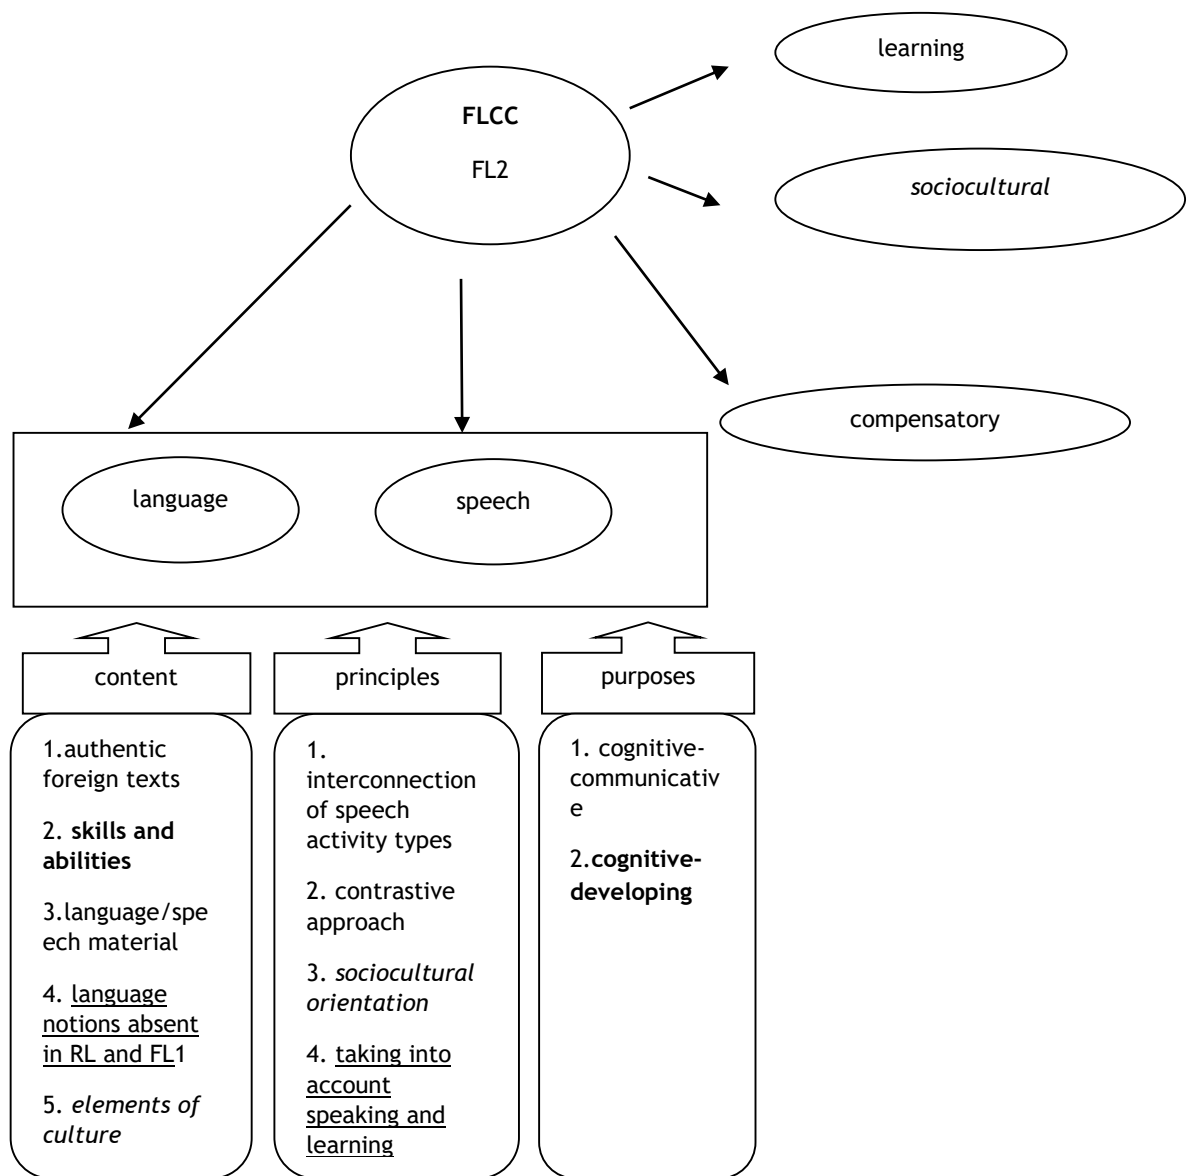 learning
FLCC
FL2
sociocultural
compensatory
language
speech
content
principles
purposes
1.authentic
foreign texts
2. skills and
abilities
3.language/spe
ech material
4. language
notions absent
in RL and FL1
5. elements of
culture
1.
interconnection
of speech
activity types
2. contrastive
approach
3. sociocultural
orientation
4. taking into
account
speaking and
learning
1. cognitive-
communicativ
e
2.cognitive-
developing